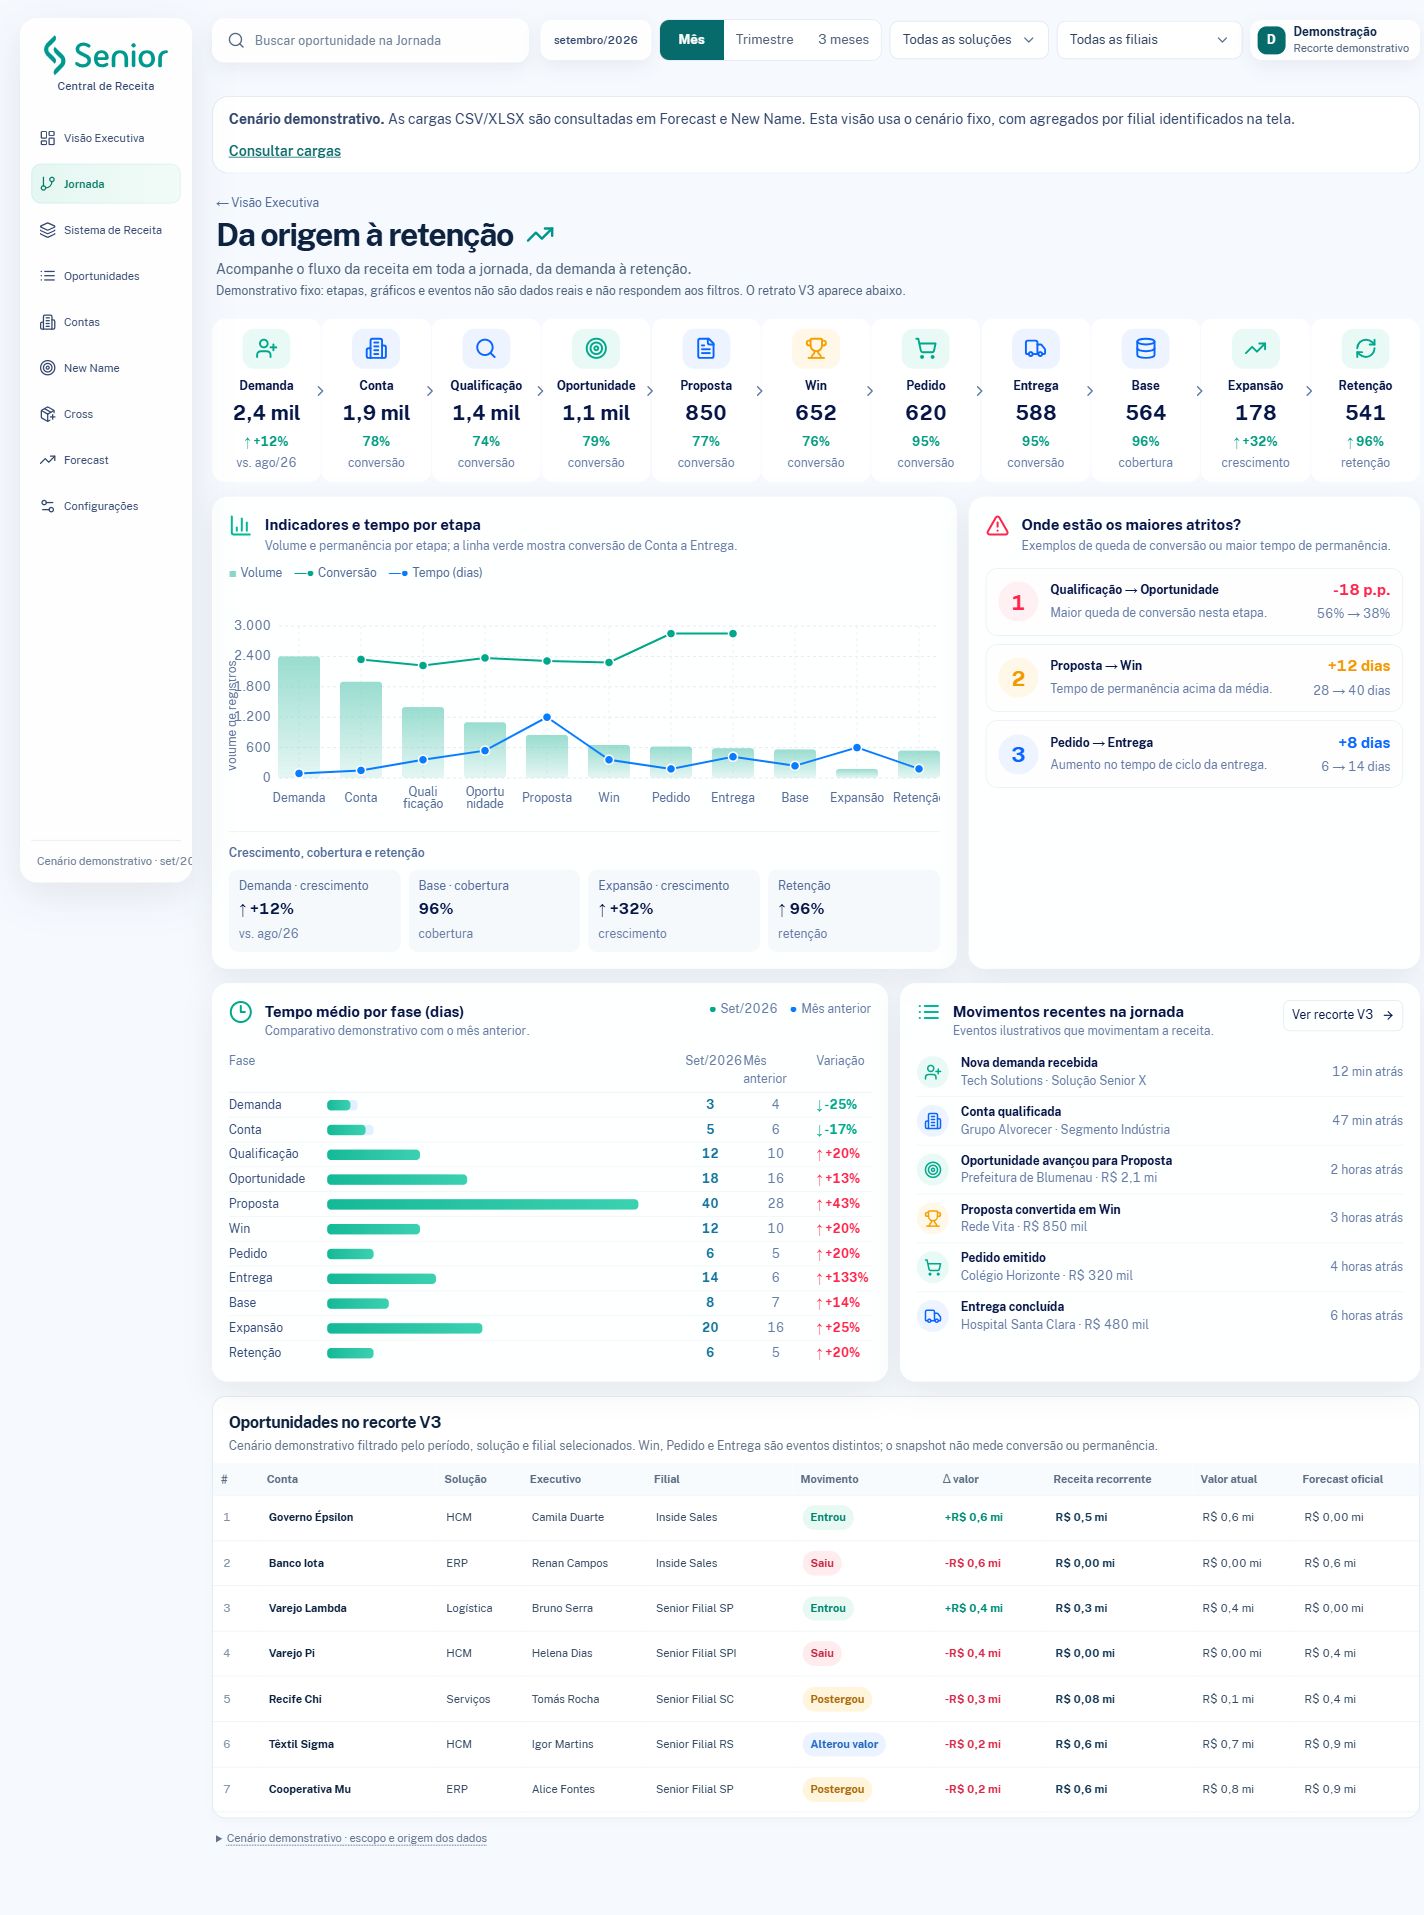 Senior
Central de Receita
Visão Executiva
Jornada
Sistema de Receita
Oportunidades
Contas
New Name
Cross
Forecast
Configurações
Cenário demonstrativo · set/20
Buscar oportunidade na Jornada
setembro/2026
Mês
Trimestre
3 meses
Todas as soluções
Todas as filiais
D
Demonstração
Recorte demonstrativo
Cenário demonstrativo. As cargas CSV/XLSX são consultadas em Forecast e New Name. Esta visão usa o cenário fixo, com agregados por filial identificados na tela.
Consultar cargas
← Visão Executiva
Da origem à retenção
Acompanhe o fluxo da receita em toda a jornada, da demanda à retenção.
Demonstrativo fixo: etapas, gráficos e eventos não são dados reais e não respondem aos filtros. O retrato V3 aparece abaixo.
Demanda
2,4 mil
↑ +12%
vs. ago/26
Conta
1,9 mil
78%
conversão
Qualificação
1,4 mil
74%
conversão
Oportunidade
1,1 mil
79%
conversão
Proposta
850
77%
conversão
Win
652
76%
conversão
Pedido
620
95%
conversão
Entrega
588
95%
conversão
Base
564
96%
cobertura
Expansão
178
↑ +32%
crescimento
Retenção
541
↑ 96%
retenção
Indicadores e tempo por etapa
Volume e permanência por etapa; a linha verde mostra conversão de Conta a Entrega.
Volume
Conversão
Tempo (dias)
volume de registros
3.000
2.400
1.800
1.200
600
0
Demanda
Conta
Quali
ficação
Oportu
nidade
Proposta
Win
Pedido
Entrega
Base
Expansão
Retenção
Crescimento, cobertura e retenção
Demanda · crescimento
↑ +12%
vs. ago/26
Base · cobertura
96%
cobertura
Expansão · crescimento
↑ +32%
crescimento
Retenção
↑ 96%
retenção
Onde estão os maiores atritos?
Exemplos de queda de conversão ou maior tempo de permanência.
1
Qualificação → Oportunidade
Maior queda de conversão nesta etapa.
-18 p.p.
56% → 38%
2
Proposta → Win
Tempo de permanência acima da média.
+12 dias
28 → 40 dias
3
Pedido → Entrega
Aumento no tempo de ciclo da entrega.
+8 dias
6 → 14 dias
Tempo médio por fase (dias)
Comparativo demonstrativo com o mês anterior.
Set/2026
Mês anterior
Fase Set/2026 Mês anterior Variação
Demanda 3 4 ↓ -25%
Conta 5 6 ↓ -17%
Qualificação 12 10 ↑ +20%
Oportunidade 18 16 ↑ +13%
Proposta 40 28 ↑ +43%
Win 12 10 ↑ +20%
Pedido 6 5 ↑ +20%
Entrega 14 6 ↑ +133%
Base 8 7 ↑ +14%
Expansão 20 16 ↑ +25%
Retenção 6 5 ↑ +20%
Movimentos recentes na jornada
Eventos ilustrativos que movimentam a receita.
Ver recorte V3 →
Nova demanda recebida
Tech Solutions · Solução Senior X
12 min atrás
Conta qualificada
Grupo Alvorecer · Segmento Indústria
47 min atrás
Oportunidade avançou para Proposta
Prefeitura de Blumenau · R$ 2,1 mi
2 horas atrás
Proposta convertida em Win
Rede Vita · R$ 850 mil
3 horas atrás
Pedido emitido
Colégio Horizonte · R$ 320 mil
4 horas atrás
Entrega concluída
Hospital Santa Clara · R$ 480 mil
6 horas atrás
Oportunidades no recorte V3
Cenário demonstrativo filtrado pelo período, solução e filial selecionados. Win, Pedido e Entrega são eventos distintos; o snapshot não mede conversão ou permanência.
# Conta Solução Executivo Filial Movimento Δ valor Receita recorrente Valor atual Forecast oficial
1 Governo Épsilon HCM Camila Duarte Inside Sales Entrou +R$ 0,6 mi R$ 0,5 mi R$ 0,6 mi R$ 0,00 mi
2 Banco Iota ERP Renan Campos Inside Sales Saiu -R$ 0,6 mi R$ 0,00 mi R$ 0,00 mi R$ 0,6 mi
3 Varejo Lambda Logística Bruno Serra Senior Filial SP Entrou +R$ 0,4 mi R$ 0,3 mi R$ 0,4 mi R$ 0,00 mi
4 Varejo Pi HCM Helena Dias Senior Filial SPI Saiu -R$ 0,4 mi R$ 0,00 mi R$ 0,00 mi R$ 0,4 mi
5 Recife Chi Serviços Tomás Rocha Senior Filial SC Postergou -R$ 0,3 mi R$ 0,08 mi R$ 0,1 mi R$ 0,4 mi
6 Têxtil Sigma HCM Igor Martins Senior Filial RS Alterou valor -R$ 0,2 mi R$ 0,6 mi R$ 0,7 mi R$ 0,9 mi
7 Cooperativa Mu ERP Alice Fontes Senior Filial SP Postergou -R$ 0,2 mi R$ 0,6 mi R$ 0,8 mi R$ 0,9 mi
▶ Cenário demonstrativo · escopo e origem dos dados